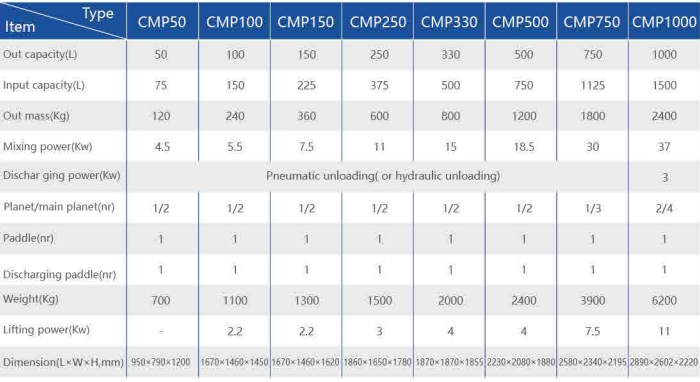 Type
Item CMP50 CMP100 CMP150 CMP250 CMP330 CMP500 CMP750 CMP1000
Out capacity(L) 50 100 150 250 330 500 750 1000
Input capacity(L) 75 150 225 375 500 750 1125 1500
Out mass(Kg) 120 240 360 600 800 1200 1800 2400
Mixing power(Kw) 4.5 5.5 7.5 11 15 18.5 30 37
Dischar ging power(Kw) Pneumatic unloading( or hydraulic unloading) 3
Planet/main planet(nr) 1/2 1/2 1/2 1/2 1/2 1/2 1/3 2/4
Paddle(nr) 1 1 1 1 1 1 1 1
Discharging paddle(nr) 1 1 1 1 1 1 1 1
Weight(Kg) 700 1100 1300 1500 2000 2400 3900 6200
Lifting power(Kw) - 2.2 2.2 3 4 4 7.5 11
Dimension(L×W×H,mm) 950×790×1200 1670×1460×1450 1670×1460×1620 1860×1650×1780 1870×1870×1855 2230×2080×1880 2580×2340×2195 2890×2602×2220